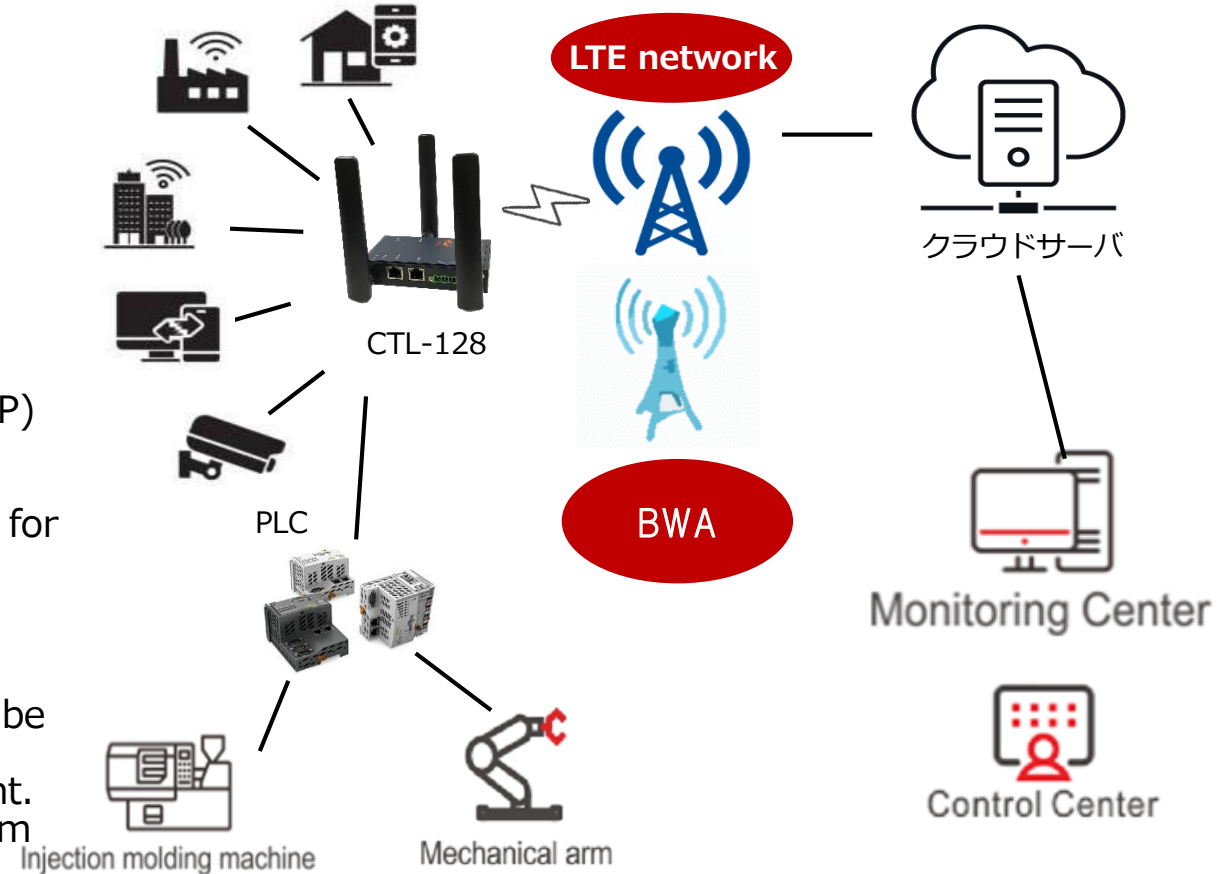 LTE network
クラウドサーバ
CTL-128
P)
for
PLC
BWA
Monitoring Center
be
nt.
m
Injection molding machine
Mechanical arm
Control Center